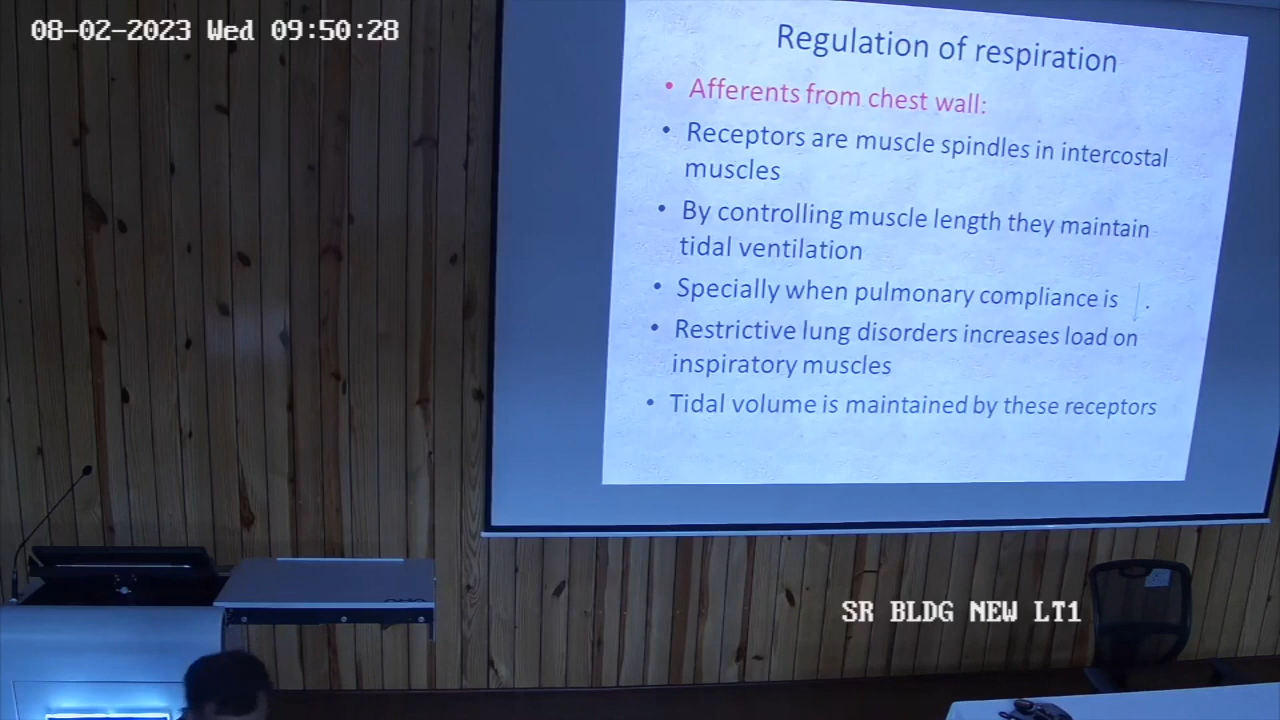 08-02-2023 Wed 09:50:28
Regulation of respiration
• Afferents from chest wall:
• Receptors are muscle spindles in intercostal
muscles
• By controlling muscle length they maintain
tidal ventilation
• Specially when pulmonary compliance is ↓.
• Restrictive lung disorders increases load on
inspiratory muscles
• Tidal volume is maintained by these receptors
SR BLDG NEW LT1